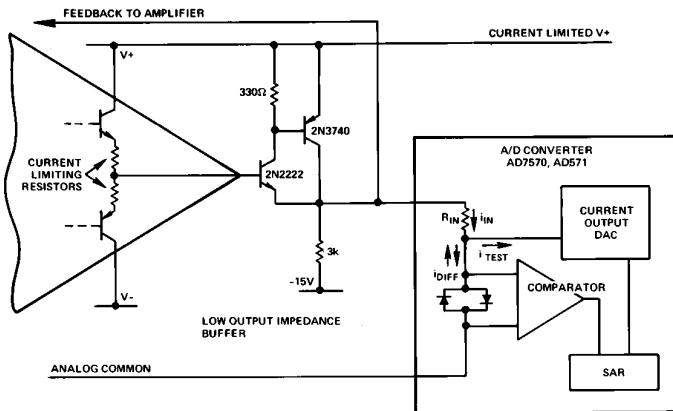 FEEDBACK TO AMPLIFIER
CURRENT LIMITED V+
V+
330Ω
2N3740
CURRENT
LIMITING
RESISTORS
2N2222
A/D CONVERTER
AD7570, AD571
RIN
iIN
CURRENT
OUTPUT
DAC
i TEST
3k
iDIFF
-15V
COMPARATOR
V-
LOW OUTPUT IMPEDANCE
BUFFER
ANALOG COMMON
SAR